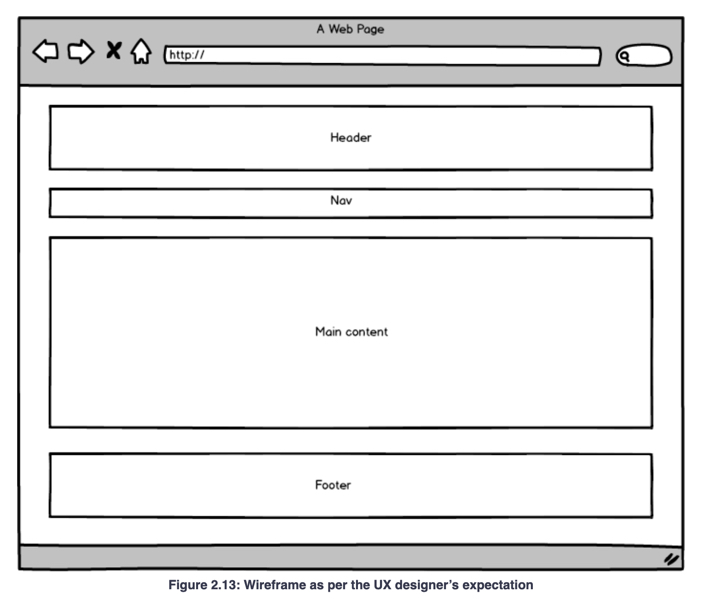 A Web Page
http://
Header
Nav
Main content
Footer
Figure 2.13: Wireframe as per the UX designer’s expectation